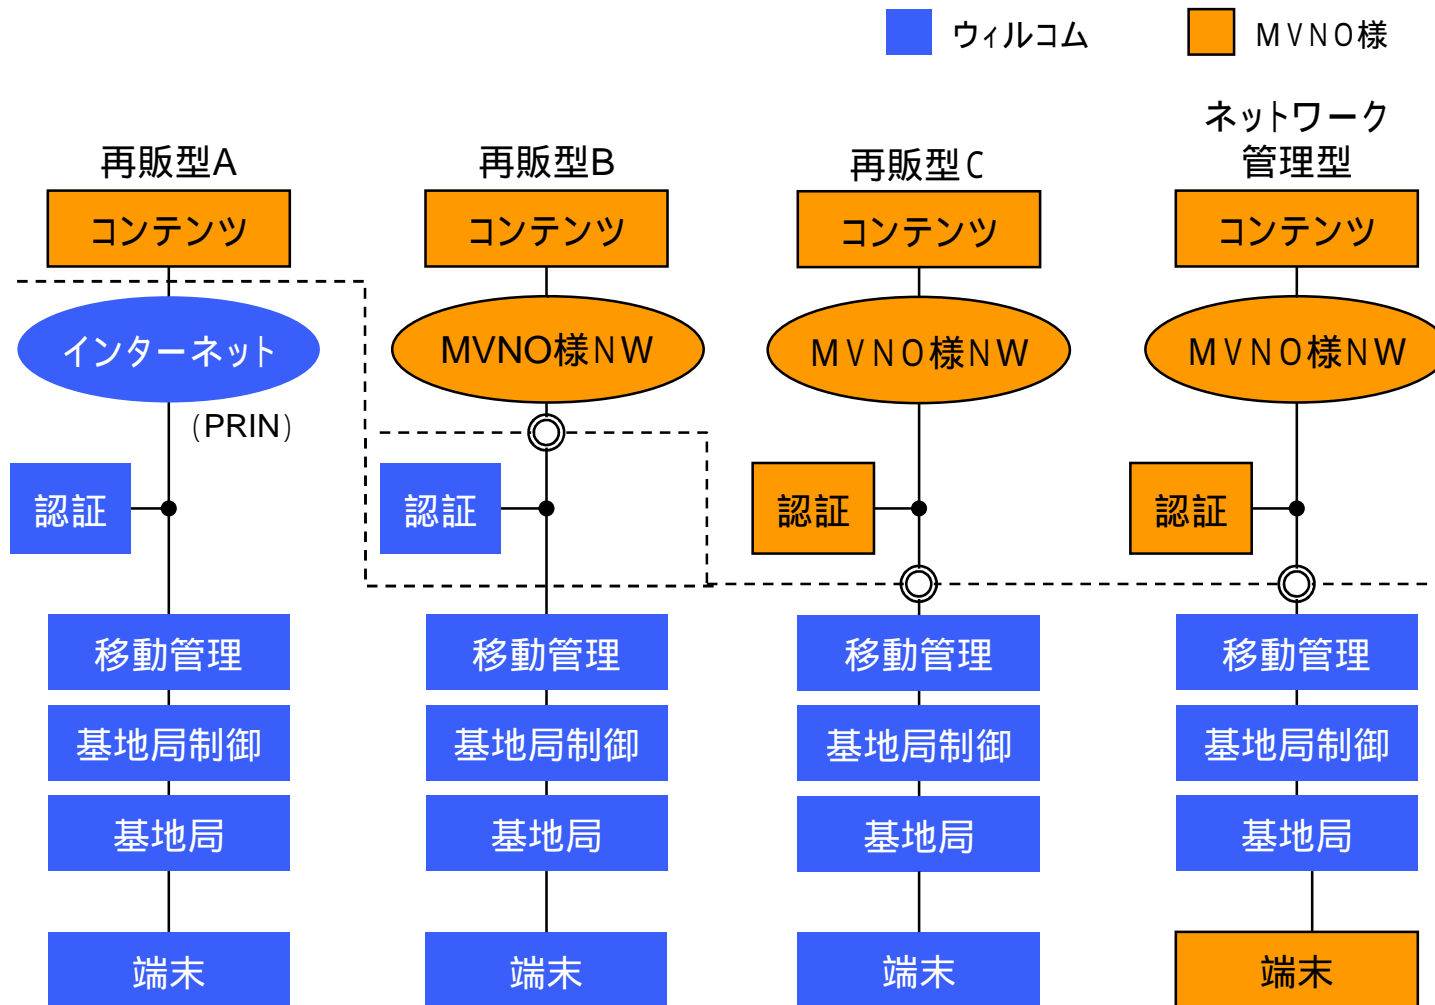 ウィルコム
MVNO様
再販型A
コンテンツ
インターネット
(PRIN)
認証
移動管理
基地局制御
基地局
端末
再販型B
コンテンツ
MVNO様NW
認証
移動管理
基地局制御
基地局
端末
再販型C
コンテンツ
MVNO様NW
認証
移動管理
基地局制御
基地局
端末
ネットワーク
管理型
コンテンツ
MVNO様NW
認証
移動管理
基地局制御
基地局
端末